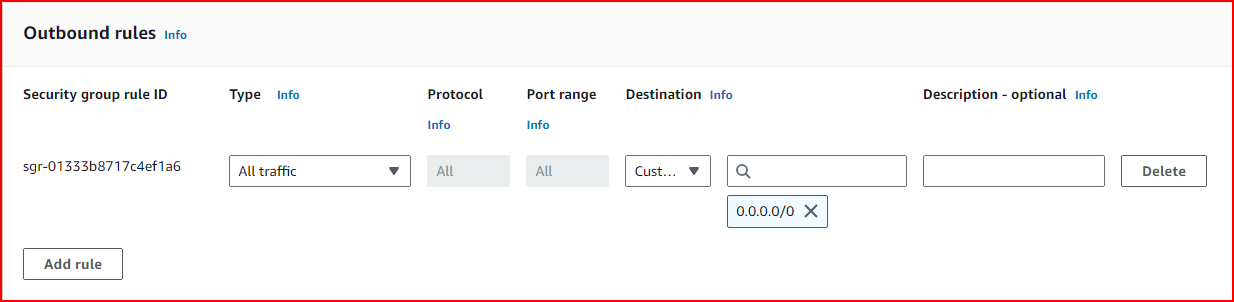 Outbound rules Info
Security group rule ID Type Info Protocol Info Port range Info Destination Info Description - optional Info
sgr-01333b8717c4ef1a6 All traffic All All Cust... Delete
0.0.0.0/0
Add rule